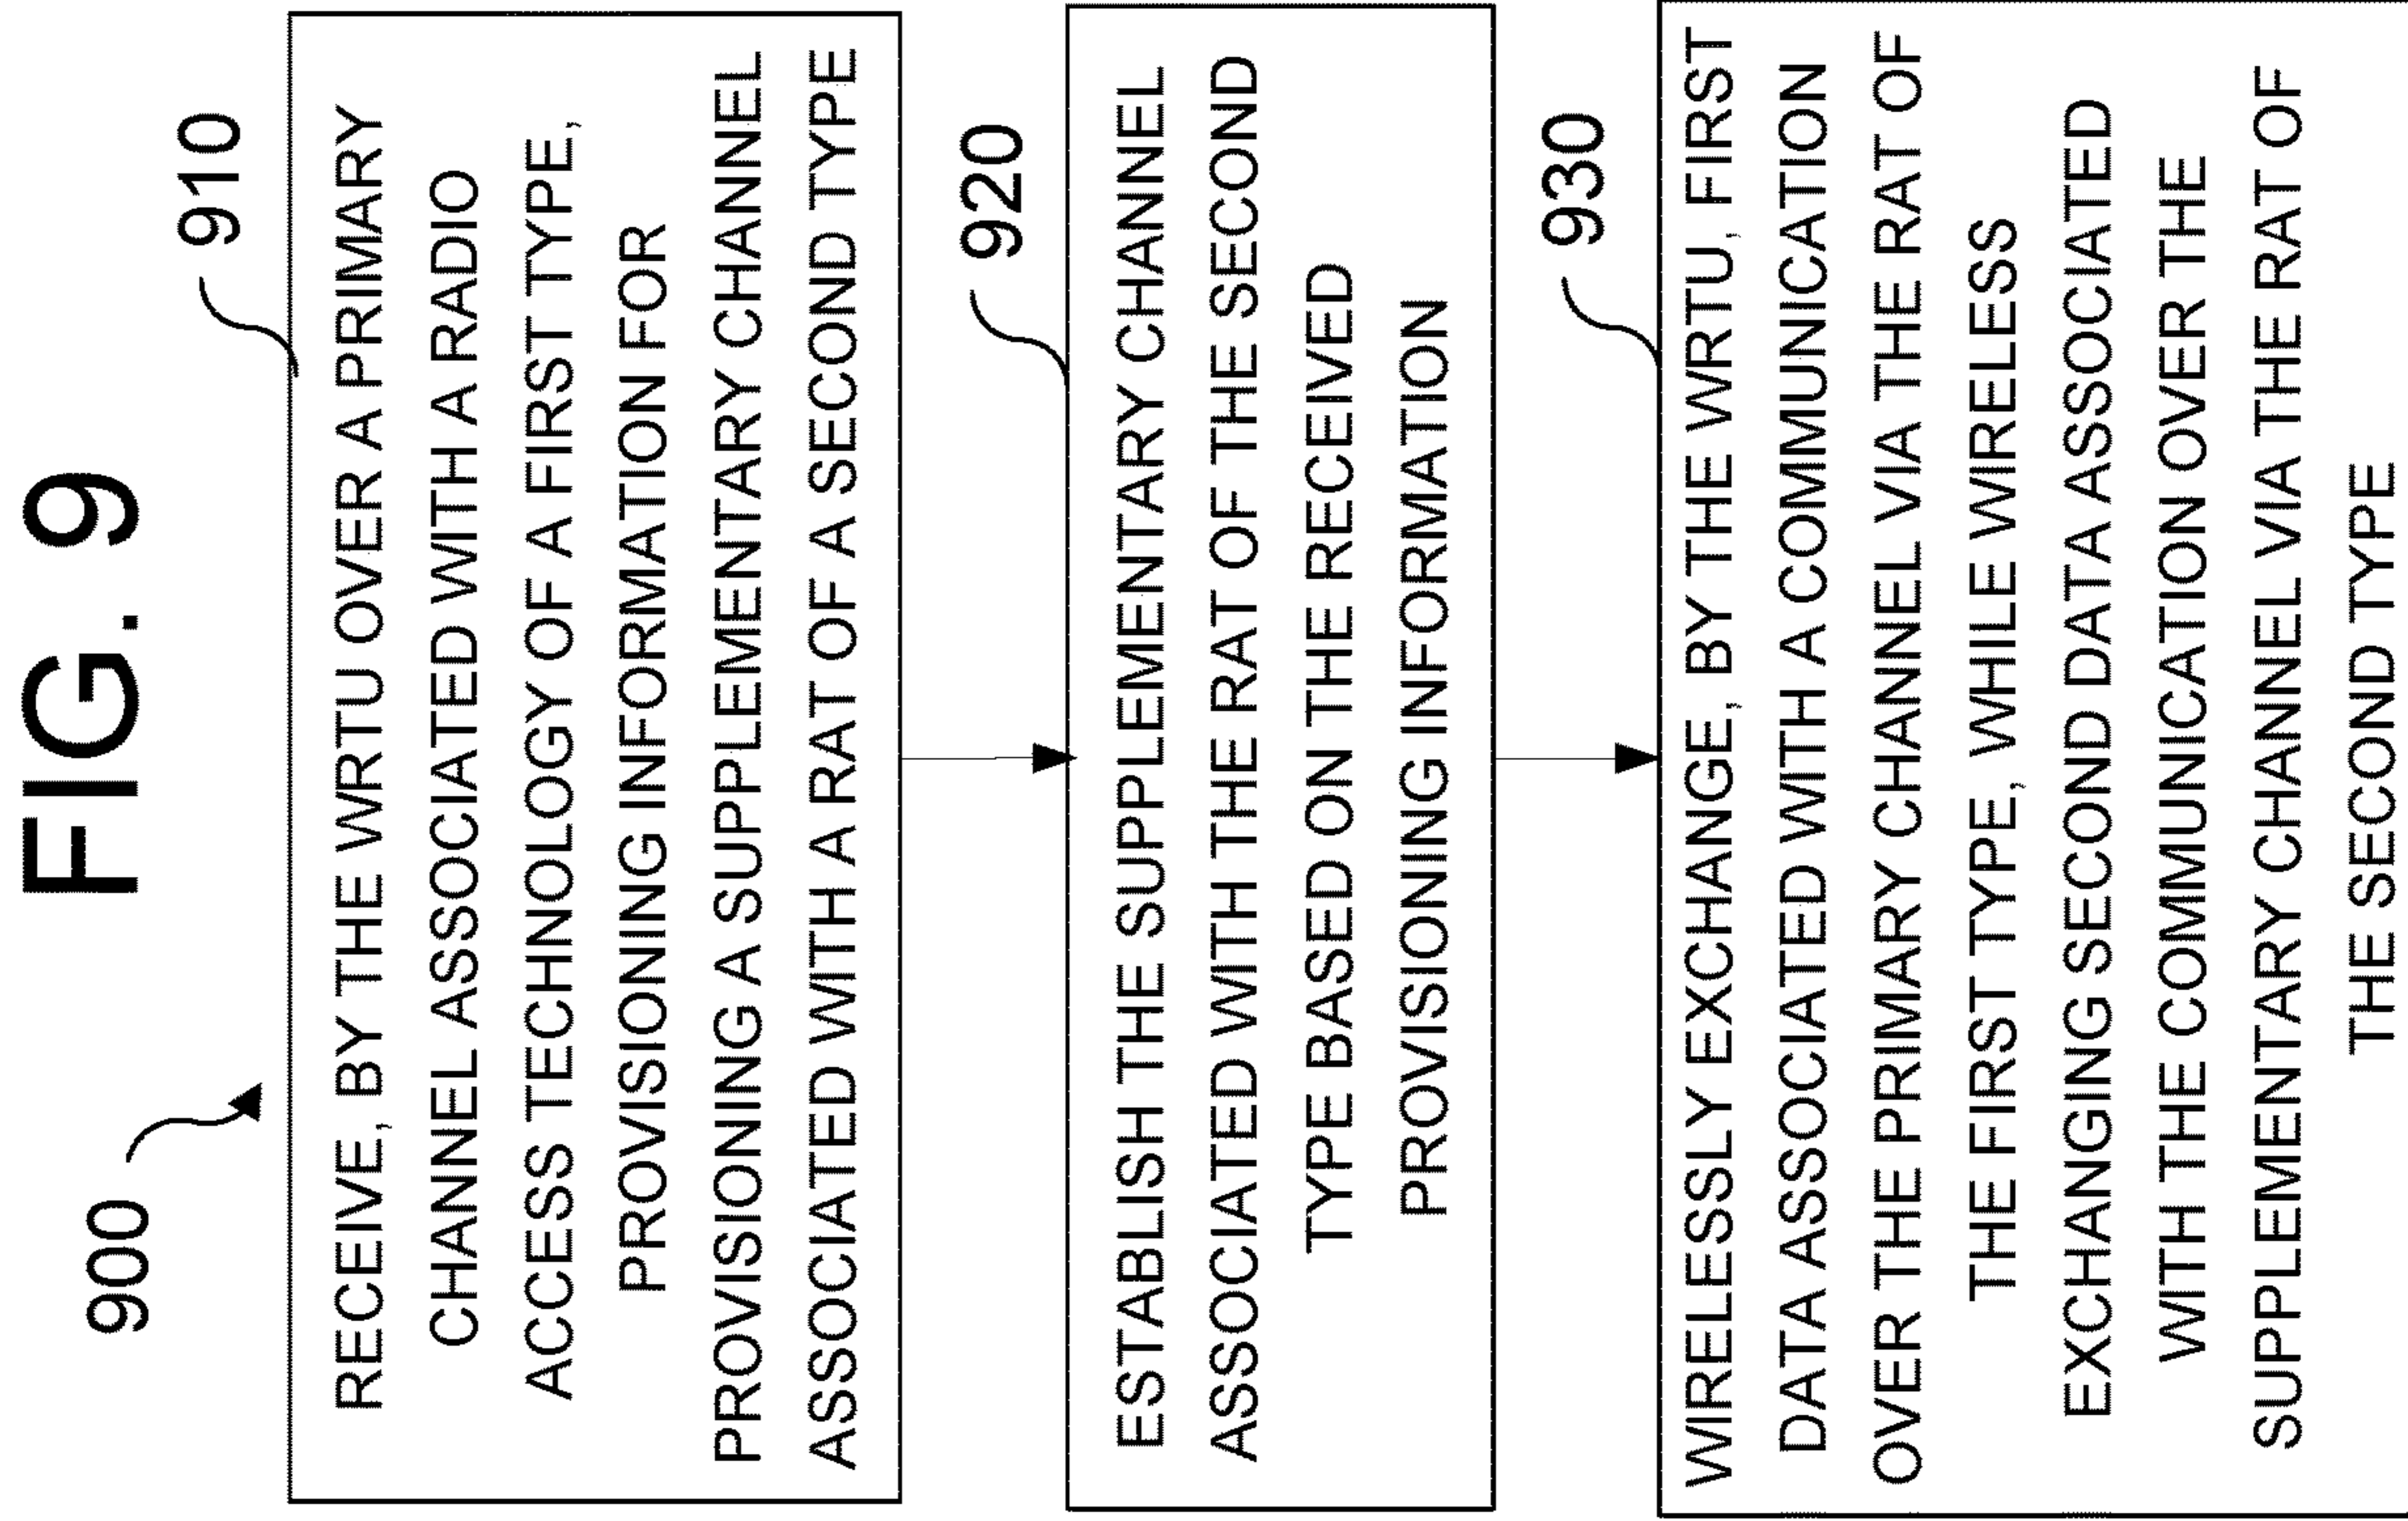 FIG. 9
900
910
RECEIVE, BY THE WRTU OVER A PRIMARY
CHANNEL ASSOCIATED WITH A RADIO
ACCESS TECHNOLOGY OF A FIRST TYPE,
PROVISIONING INFORMATION FOR
PROVISIONING A SUPPLEMENTARY CHANNEL
ASSOCIATED WITH A RAT OF A SECOND TYPE
920
ESTABLISH THE SUPPLEMENTARY CHANNEL
ASSOCIATED WITH THE RAT OF THE SECOND
TYPE BASED ON THE RECEIVED
PROVISIONING INFORMATION
930
WIRELESSLY EXCHANGE, BY THE WRTU, FIRST
DATA ASSOCIATED WITH A COMMUNICATION
OVER THE PRIMARY CHANNEL VIA THE RAT OF
THE FIRST TYPE, WHILE WIRELESS
EXCHANGING SECOND DATA ASSOCIATED
WITH THE COMMUNICATION OVER THE
SUPPLEMENTARY CHANNEL VIA THE RAT OF
THE SECOND TYPE